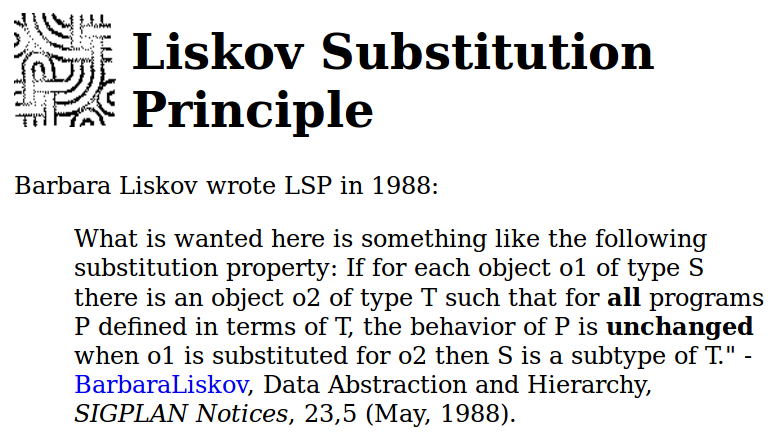 Liskov Substitution
Principle
Barbara Liskov wrote LSP in 1988:
What is wanted here is something like the following
substitution property: If for each object o1 of type S
there is an object o2 of type T such that for all programs
P defined in terms of T, the behavior of P is unchanged
when o1 is substituted for o2 then S is a subtype of T." -
BarbaraLiskov, Data Abstraction and Hierarchy,
SIGPLAN Notices, 23,5 (May, 1988).